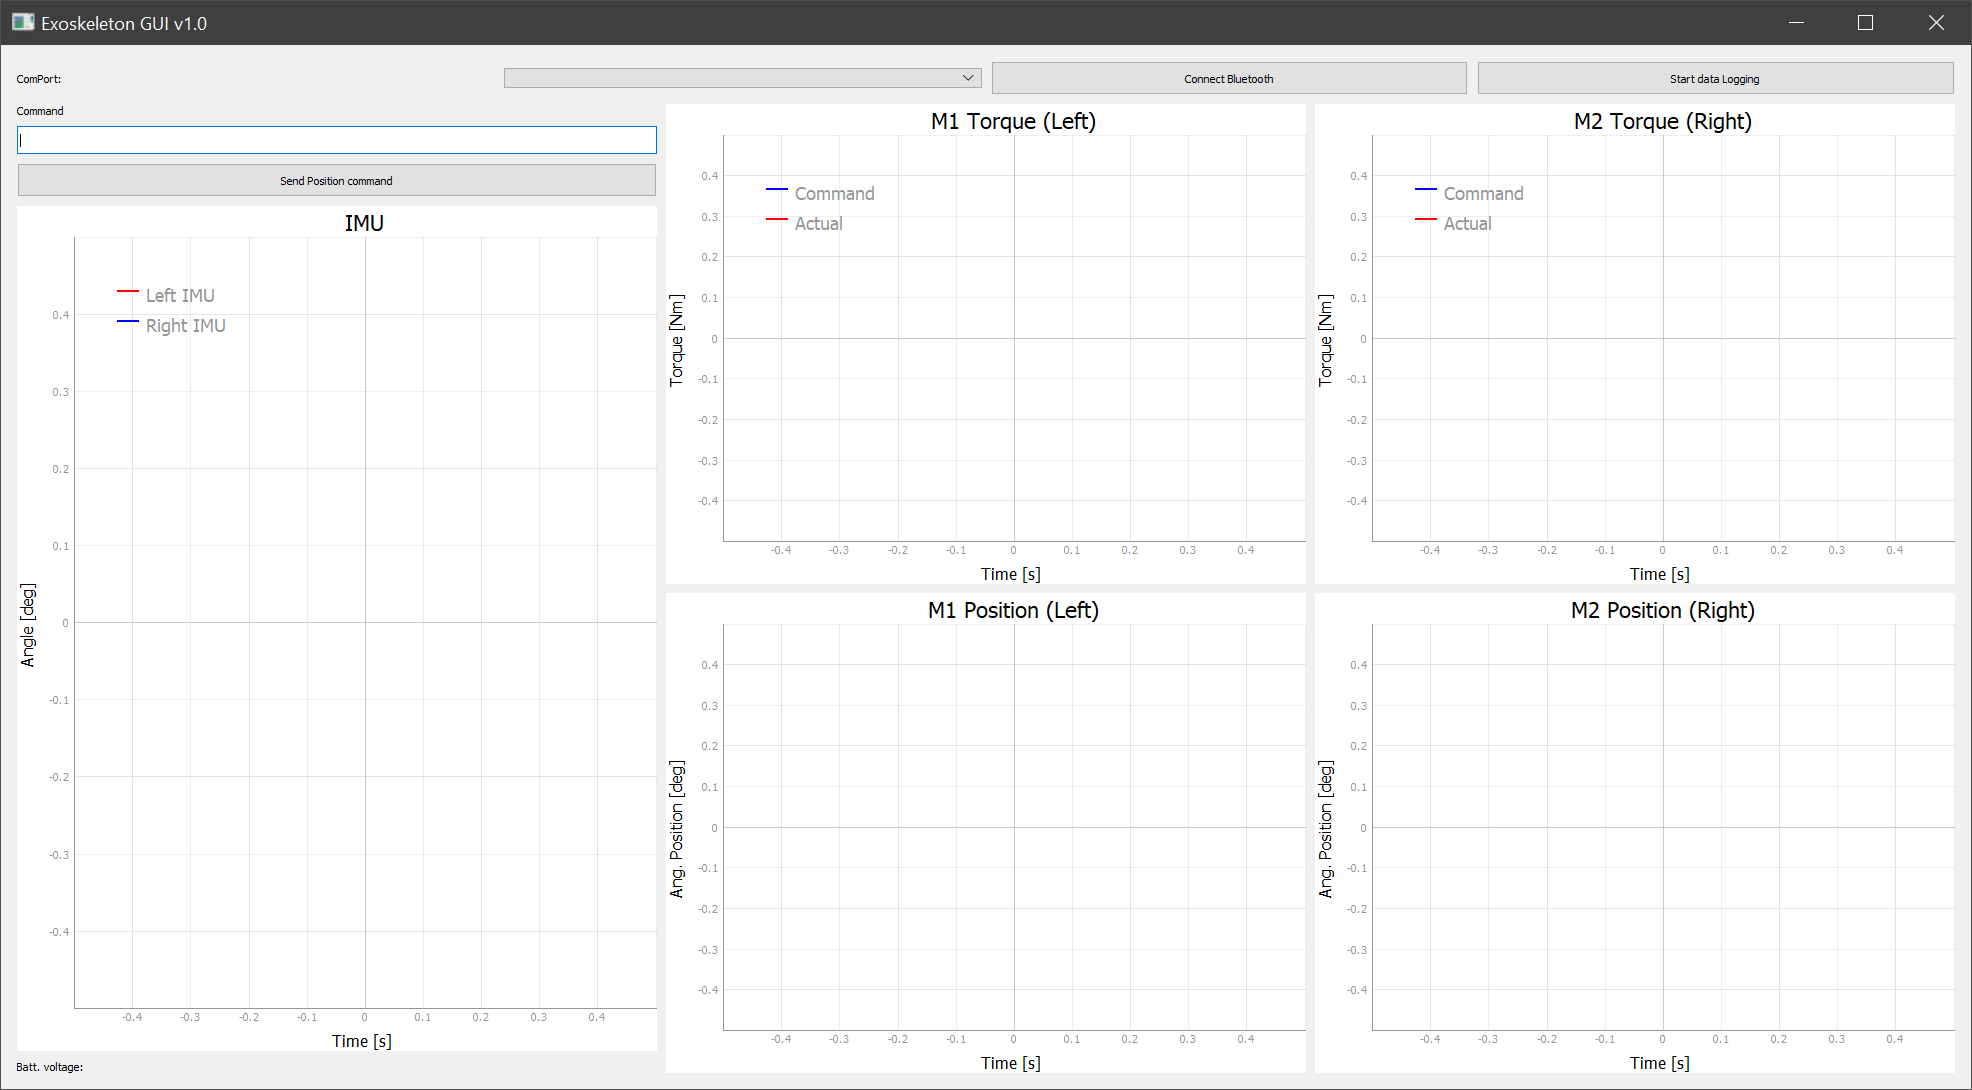 Exoskeleton GUI v1.0
ComPort:
Connect Bluetooth
Start data Logging
Command
Send Position command
IMU
Left IMU
Right IMU
0.4
0.3
0.2
0.1
0
-0.1
-0.2
-0.3
-0.4
Angle [deg]
-0.4 -0.3 -0.2 -0.1 0 0.1 0.2 0.3 0.4
Time [s]
Batt. voltage:
M1 Torque (Left)
Command
Actual
0.4
0.3
0.2
0.1
0
-0.1
-0.2
-0.3
-0.4
Torque [Nm]
-0.4 -0.3 -0.2 -0.1 0 0.1 0.2 0.3 0.4
Time [s]
M2 Torque (Right)
Command
Actual
0.4
0.3
0.2
0.1
0
-0.1
-0.2
-0.3
-0.4
Torque [Nm]
-0.4 -0.3 -0.2 -0.1 0 0.1 0.2 0.3 0.4
Time [s]
M1 Position (Left)
0.4
0.3
0.2
0.1
0
-0.1
-0.2
-0.3
-0.4
Ang. Position [deg]
-0.4 -0.3 -0.2 -0.1 0 0.1 0.2 0.3 0.4
Time [s]
M2 Position (Right)
0.4
0.3
0.2
0.1
0
-0.1
-0.2
-0.3
-0.4
Ang. Position [deg]
-0.4 -0.3 -0.2 -0.1 0 0.1 0.2 0.3 0.4
Time [s]